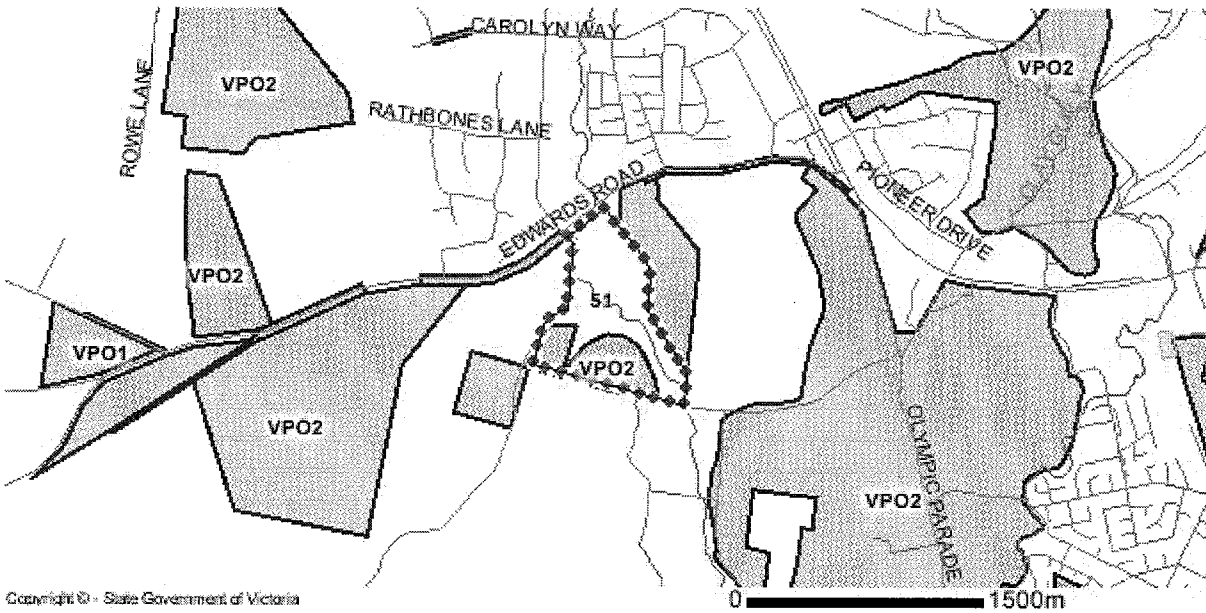 CAROLYN WAY
VPO2
VPO2
ROWE LANE
RATHBONES LANE
EDWARDS ROAD
PIONEER DRIVE
VPO2
51
VPO1
VPO2
VPO2
OLYMPIC PARADE
VPO2
Copyright © - State Government of Victoria
0 1500m